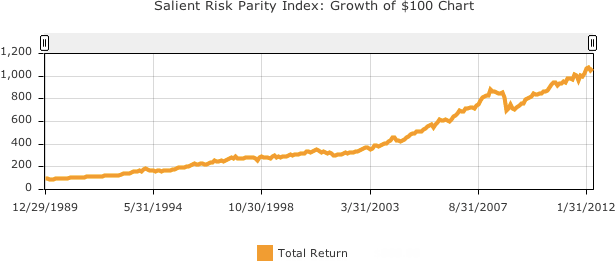 Salient Risk Parity Index: Growth of $100 Chart
1,200
1,000
800
600
400
200
0
12/29/1989 5/31/1994 10/30/1998 3/31/2003 8/31/2007 1/31/2012
Total Return